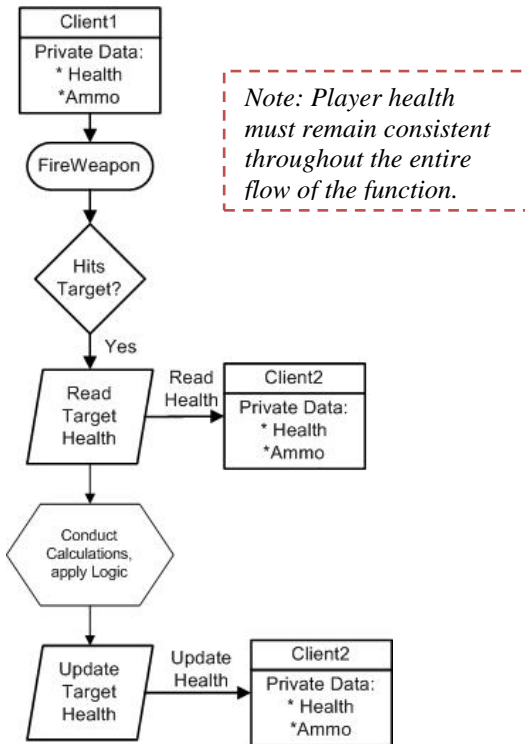 Client1
Private Data:
* Health
*Ammo
Note: Player health
must remain consistent
throughout the entire
flow of the function.
FireWeapon
Hits
Target?
Yes
Read
Target
Health
Read
Health
Client2
Private Data:
* Health
*Ammo
Conduct
Calculations,
apply Logic
Update
Target
Health
Update
Health
Client2
Private Data:
* Health
*Ammo